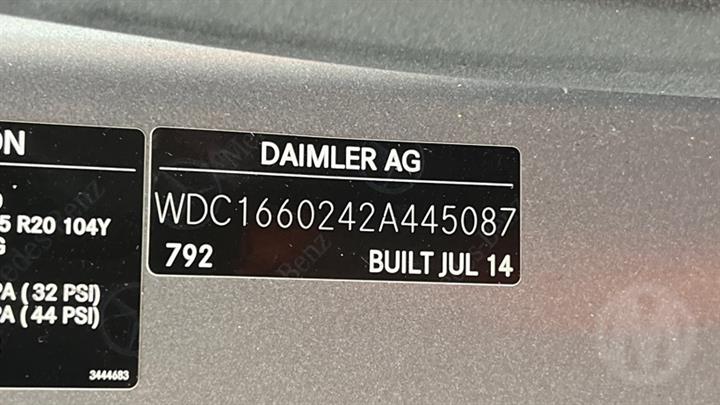 ON
5 R20 104Y
G
PA ( 32 PSI)
PA ( 44 PSI)
3444683
DAIMLER AG
WDC1660242A445087
792
BUILT JUL 14